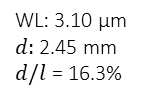 WL: 3.10 μm
d: 2.45 mm
d/l = 16.3%